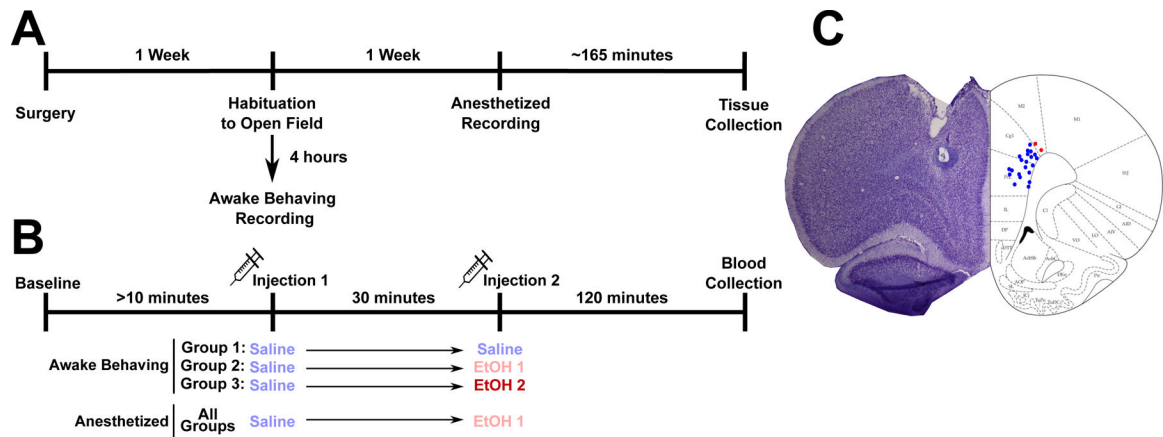 A
1 Week
1 Week
~165 minutes
Surgery
Habituation
to Open Field
Anesthetized
Recording
Tissue
Collection
4 hours
Awake Behaving
Recording
B
Baseline
Injection 1
Injection 2
Blood
Collection
>10 minutes
30 minutes
120 minutes
Awake Behaving
Group 1: Saline Saline
Group 2: Saline EtOH 1
Group 3: Saline EtOH 2
Anesthetized
All
Groups
Saline EtOH 1
C
M2
M1
Cg1
IL
DP
Cl
VO
LO